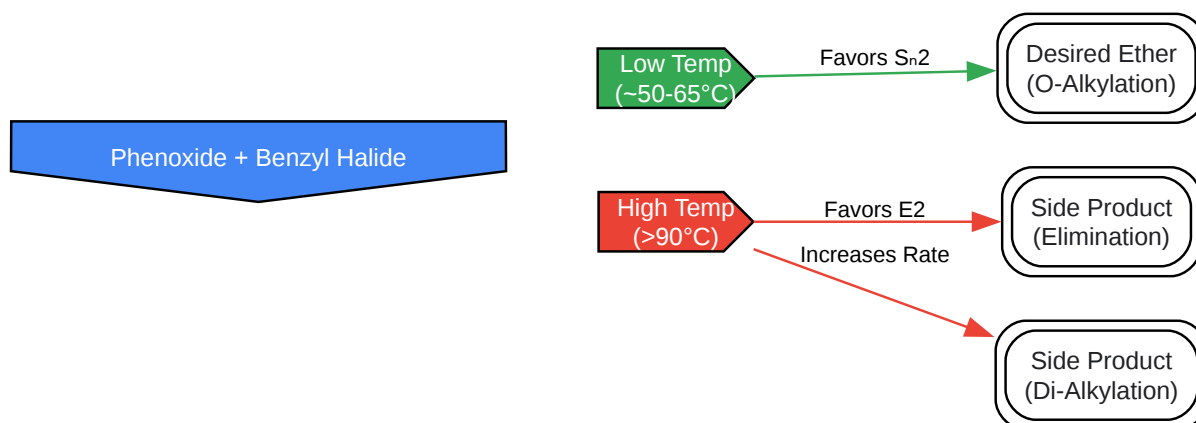 Phenoxide + Benzyl Halide
Low Temp
(~50-65°C)
Favors Sₙ2
Desired Ether
(O-Alkylation)
High Temp
(>90°C)
Favors E2
Increases Rate
Side Product
(Elimination)
Side Product
(Di-Alkylation)